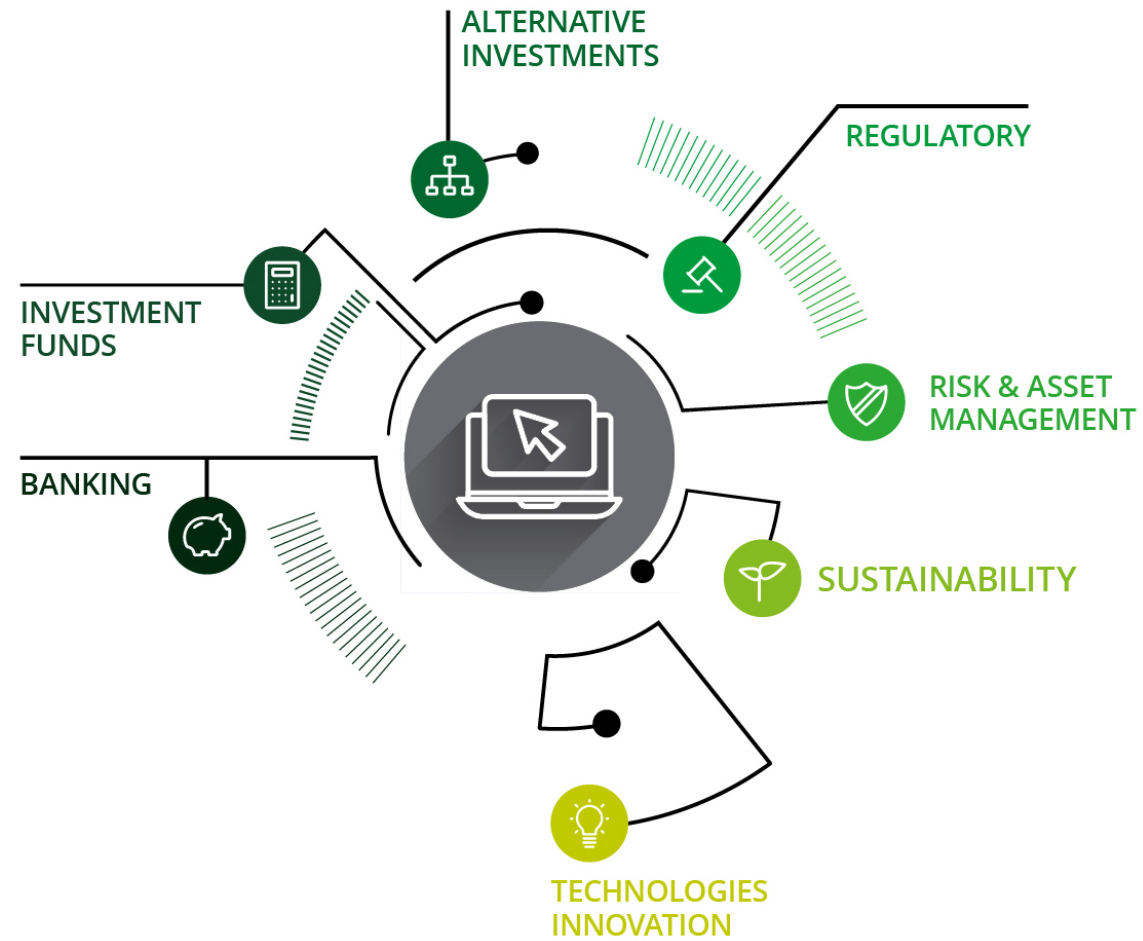 ALTERNATIVE
INVESTMENTS
REGULATORY
INVESTMENT
FUNDS
RISK & ASSET
MANAGEMENT
BANKING
SUSTAINABILITY
TECHNOLOGIES
INNOVATION